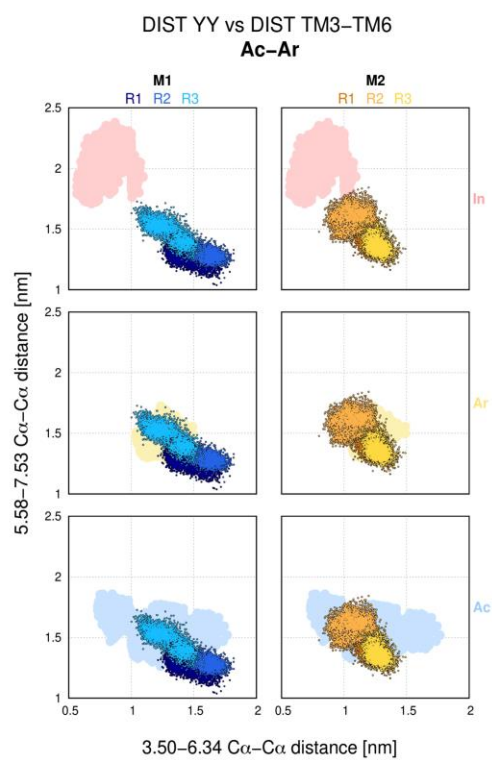 DIST YY vs DIST TM3−TM6
Ac−Ar
M1 M2
R1 R2 R3 R1 R2 R3
2.5
2
1.5
1
In
2.5
2
1.5
1
Ar
2.5
2
1.5
Ac
0.5 1 1.5 2 0.5 1 1.5 2
5.58−7.53 Cα−Cα distance [nm]
3.50−6.34 Cα−Cα distance [nm]